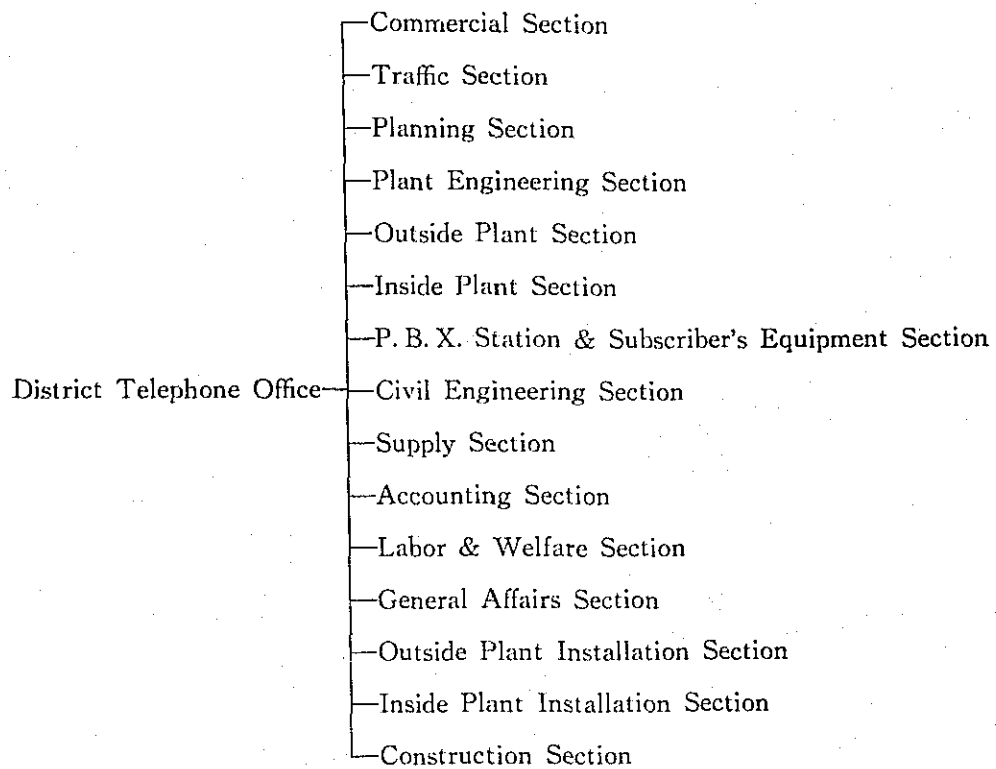 Commercial Section
Traffic Section
Planning Section
Plant Engineering Section
Outside Plant Section
Inside Plant Section
P. B. X. Station & Subscriber's Equipment Section
District Telephone Office
Civil Engineering Section
Supply Section
Accounting Section
Labor & Welfare Section
General Affairs Section
Outside Plant Installation Section
Inside Plant Installation Section
Construction Section